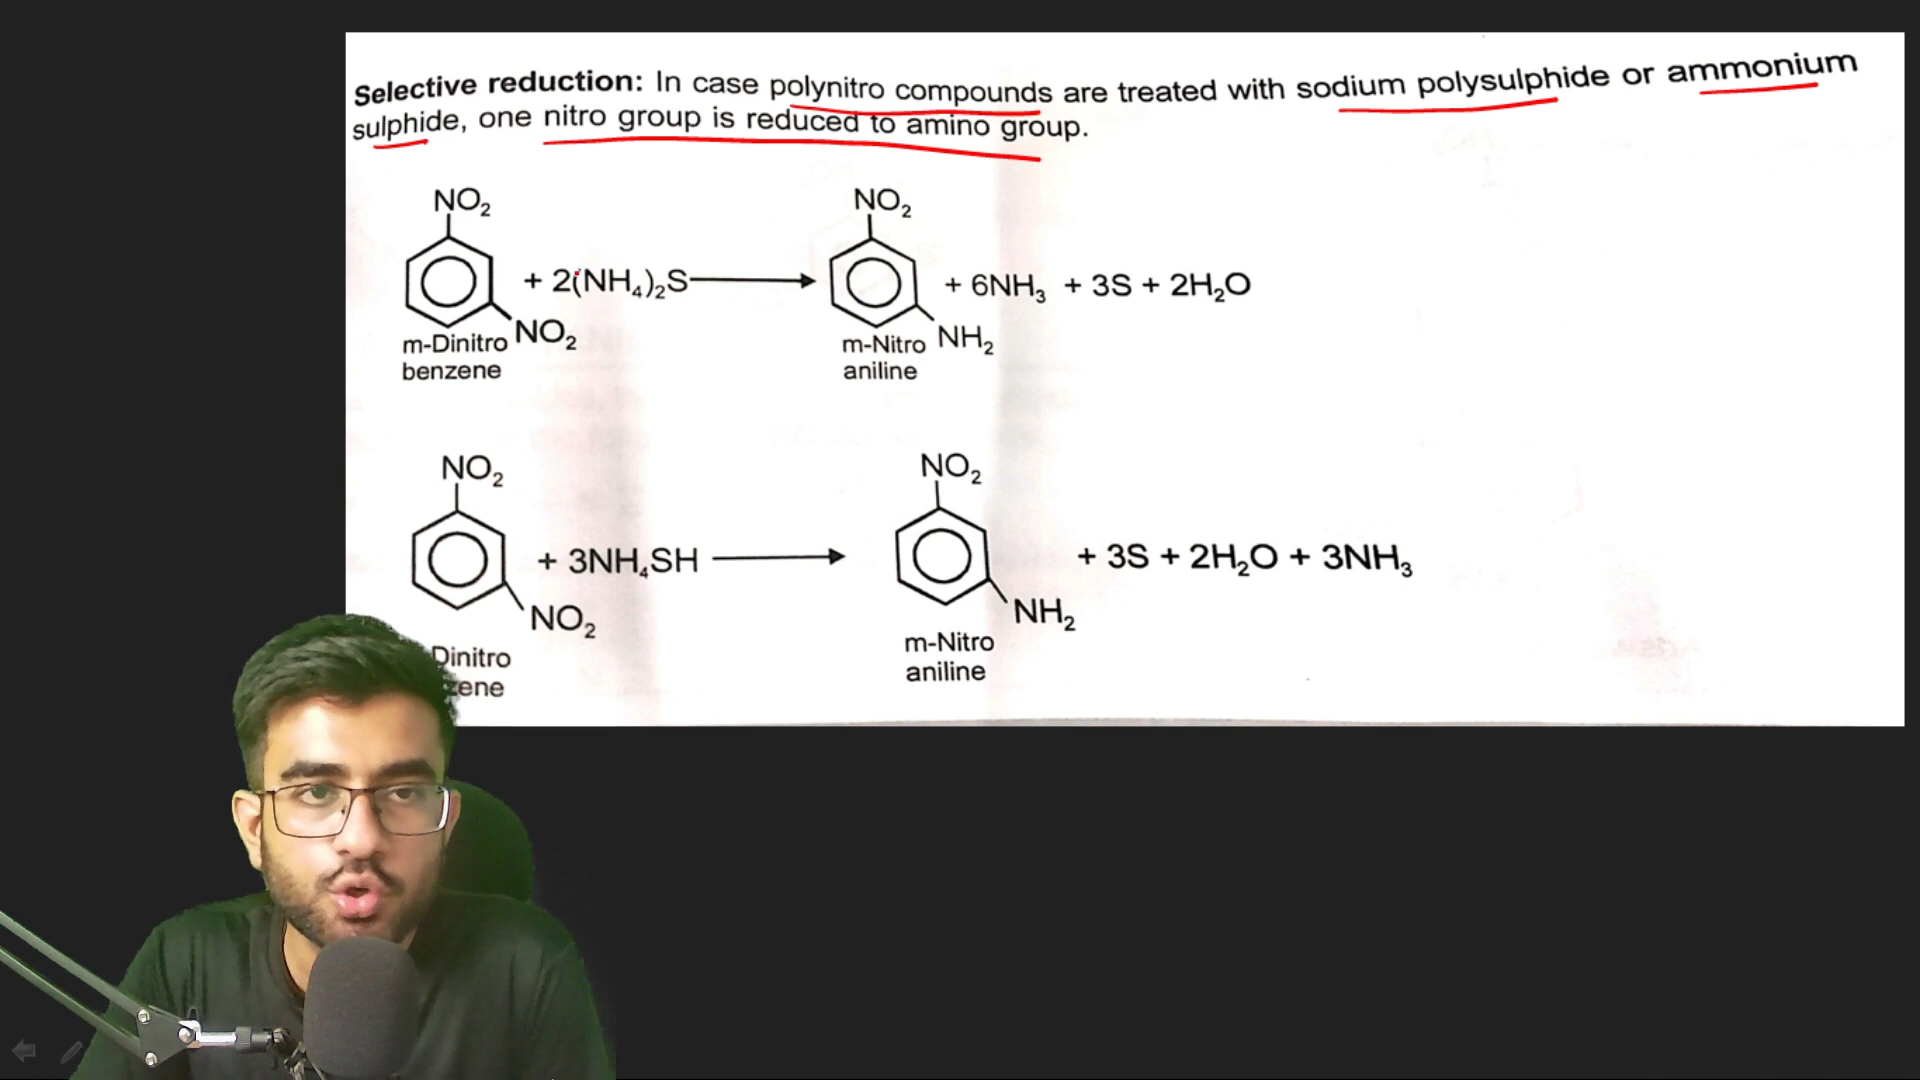 Selective reduction: In case polynitro compounds are treated with sodium polysulphide or ammonium
sulphide, one nitro group is reduced to amino group.
NO₂ NO₂
+ 2(NH₄)₂S + 6NH₃ + 3S + 2H₂O
NO₂ NH₂
m-Dinitro m-Nitro
benzene aniline
NO₂ NO₂
+ 3NH₄SH + 3S + 2H₂O + 3NH₃
NO₂ NH₂
Dinitro m-Nitro
zene aniline